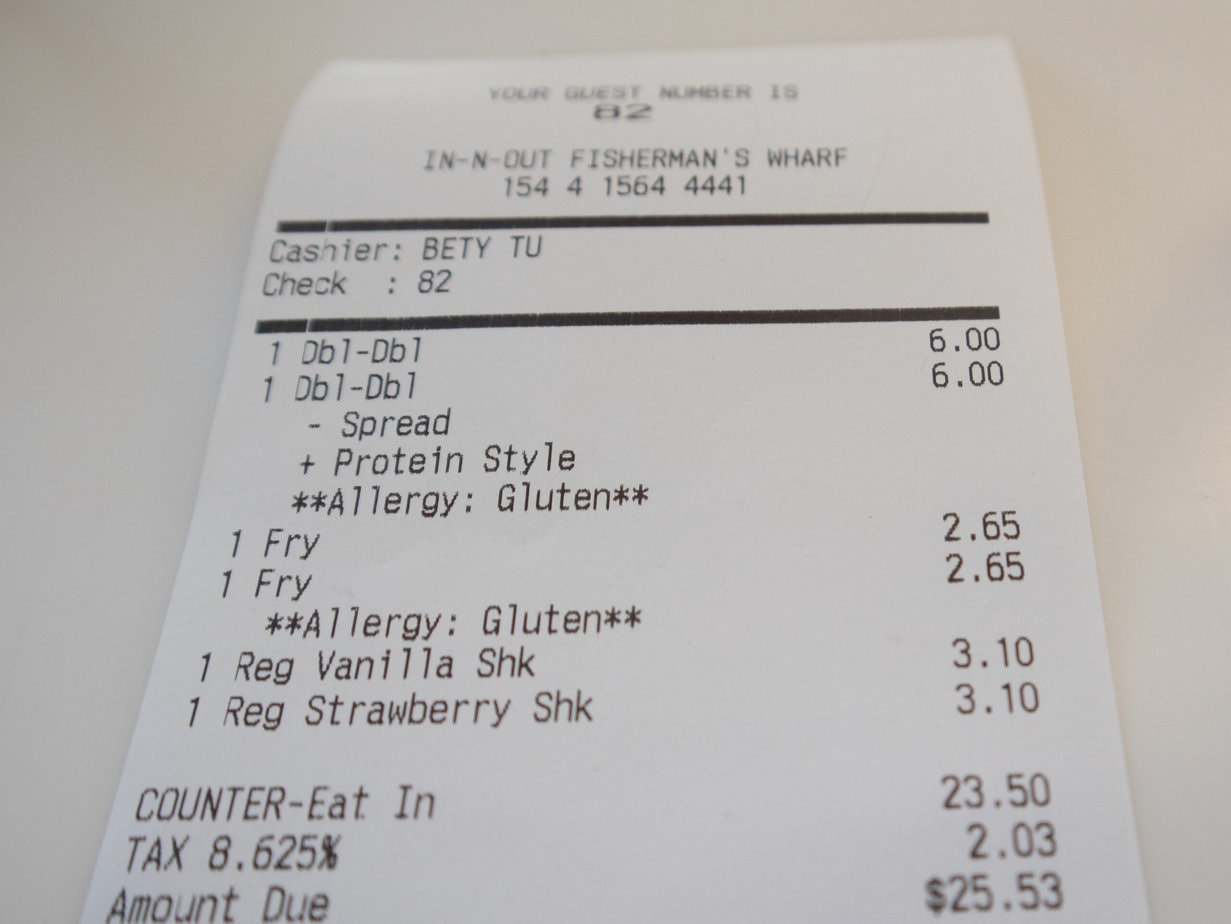 YOUR GUEST NUMBER IS
82
IN-N-OUT FISHERMAN'S WHARF
154 4 1564 4441
Cashier: BETY TU
Check : 82
1 Dbl-Dbl 6.00
1 Dbl-Dbl 6.00
- Spread
+ Protein Style
**Allergy: Gluten**
1 Fry 2.65
1 Fry 2.65
**Allergy: Gluten**
1 Reg Vanilla Shk 3.10
1 Reg Strawberry Shk 3.10
COUNTER-Eat In 23.50
TAX 8.625% 2.03
Amount Due $25.53